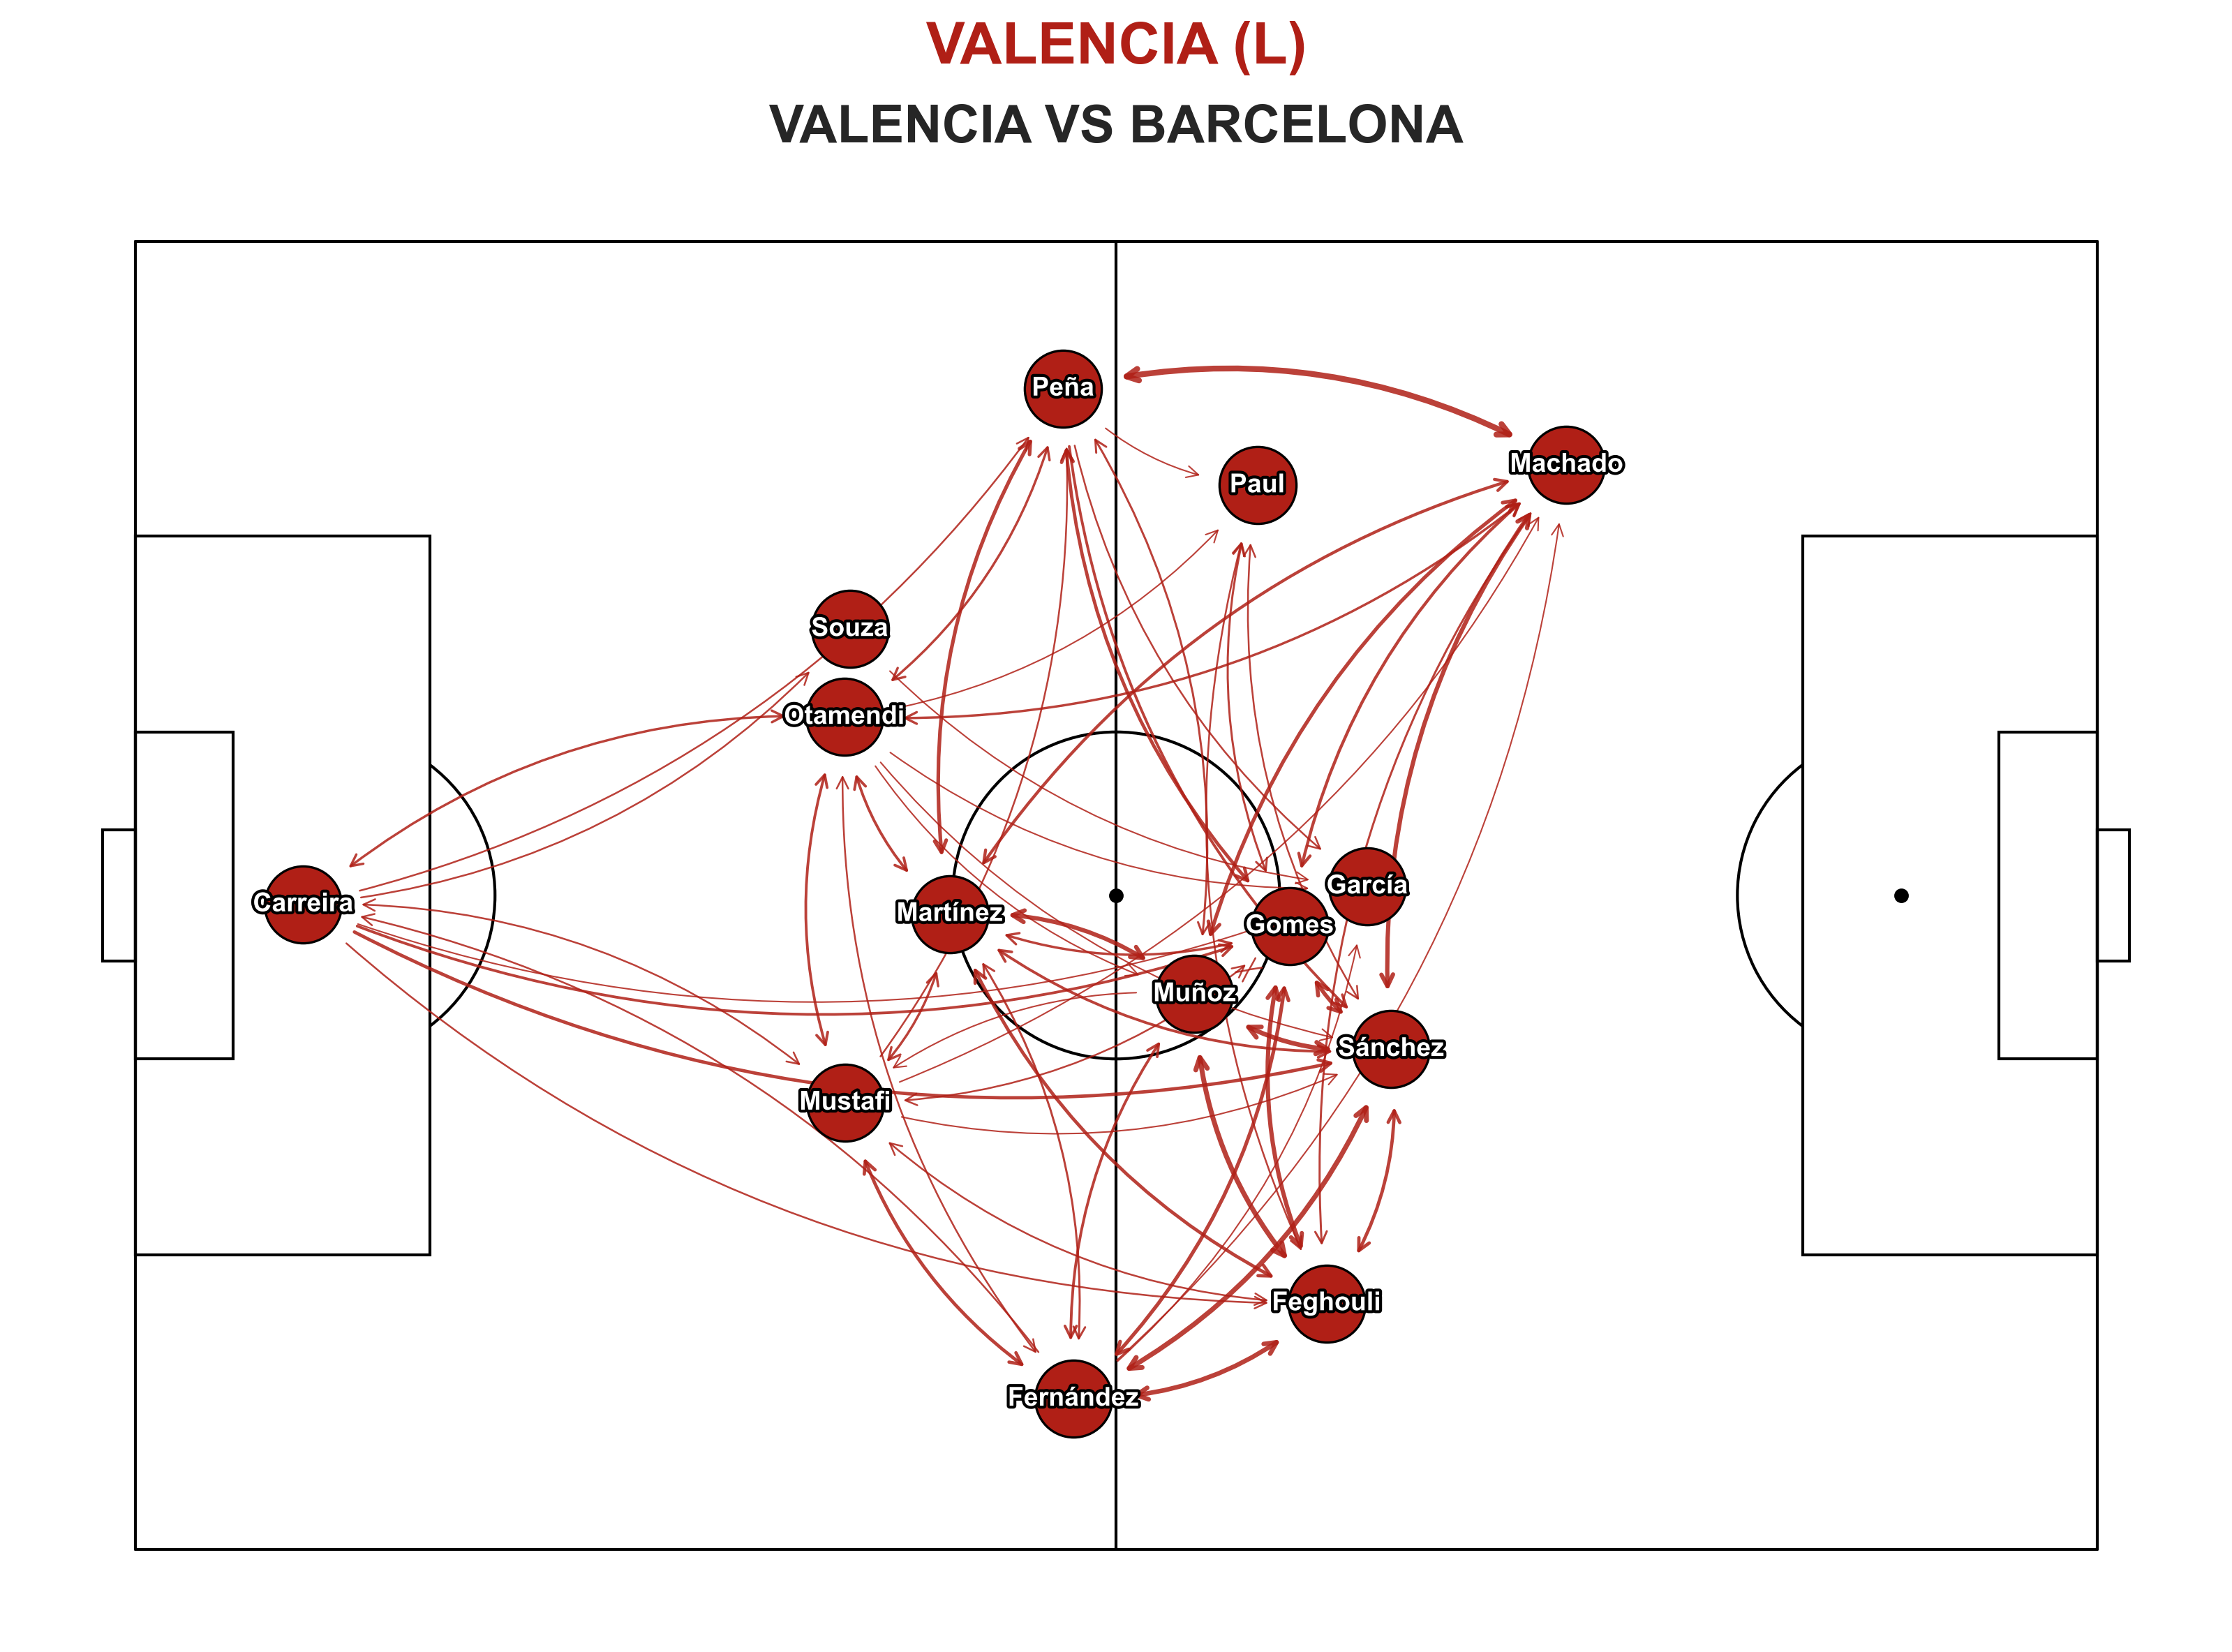 VALENCIA (L)
VALENCIA VS BARCELONA
Peña
Machado
Paul
Souza
Otamendi
García
Carreira
Martínez
Gomes
Muñoz
Sánchez
Mustafi
Feghouli
Fernández